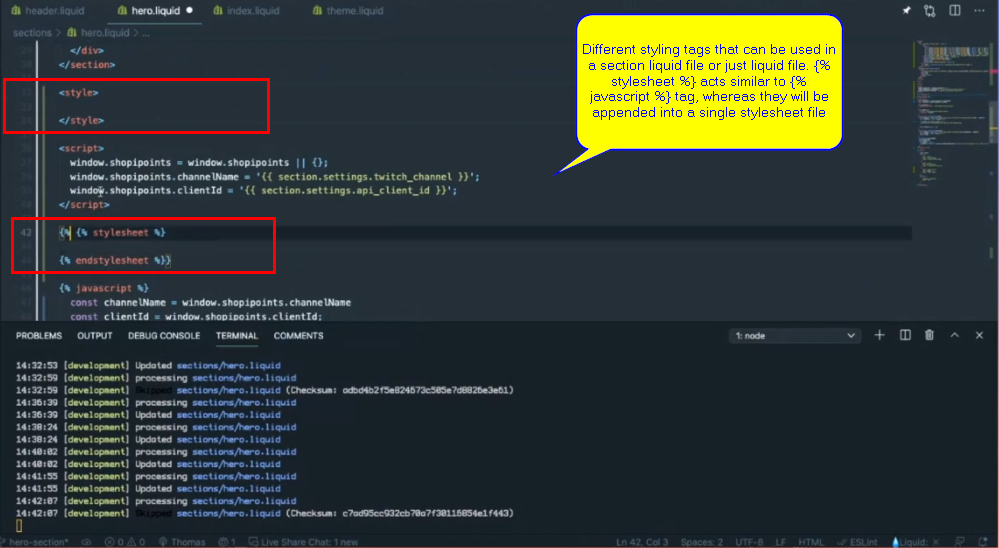 header.liquid hero.liquid index.liquid theme.liquid
sections > hero.liquid > ...
</div>
</section>
<style>
</style>
Different styling tags that can be used in
a section liquid file or just liquid file. {%
stylesheet %} acts similar to {%
javascript %} tag, whereas they will be
appended into a single stylesheet file
<script>
window.shopipoints = window.shopipoints || {};
window.shopipoints.channelName = '{{ section.settings.twitch_channel }}';
window.shopipoints.clientId = '{{ section.settings.api_client_id }}';
</script>
42 {% {% stylesheet %}
{% endstylesheet %}}
{% javascript %}
const channelName = window.shopipoints.channelName
const clientId = window.shopipoints.clientId;
PROBLEMS OUTPUT DEBUG CONSOLE TERMINAL COMMENTS 1: node
14:32:53 [development] Updated sections/hero.liquid
14:32:59 [development] processing sections/hero.liquid
14:32:59 [development] Skipped sections/hero.liquid (Checksum: adbd4b2f5e824673c505e7d8826e3e61)
14:36:39 [development] processing sections/hero.liquid
14:36:39 [development] Updated sections/hero.liquid
14:38:24 [development] processing sections/hero.liquid
14:38:24 [development] Updated sections/hero.liquid
14:40:02 [development] processing sections/hero.liquid
14:40:02 [development] Updated sections/hero.liquid
14:41:55 [development] processing sections/hero.liquid
14:41:55 [development] Updated sections/hero.liquid
14:42:07 [development] processing sections/hero.liquid
14:42:07 [development] Skipped sections/hero.liquid (Checksum: c7ad95cc932cb70a7f30116854e1f443)
hero-section* 0 0 Thomas 1 Live Share Chat: 1 new Ln 42, Col 3 Spaces: 2 UTF-8 LF HTML ESLint Liquid: